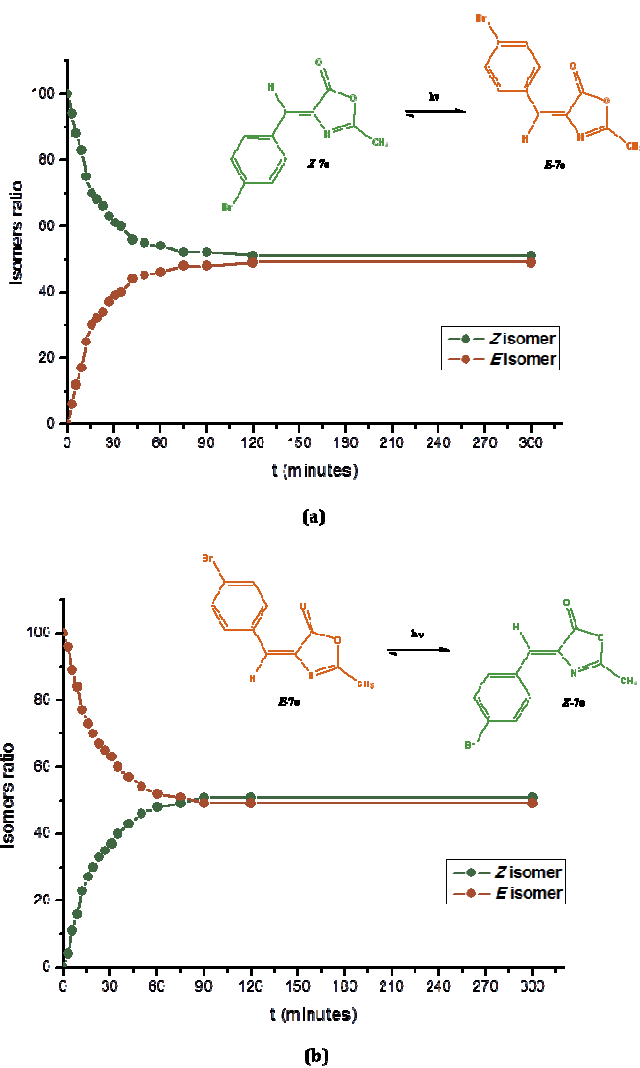 Br
O
H
O
hν
N
CH₃
Z-7e
Br
O
O
N
H
CH₃
E-7e
Isomers ratio
100
80
60
40
20
0
Z isomer
E Isomer
0 30 60 90 120 150 180 210 240 270 300
t (minutes)
(a)
Br
O
O
N
H
CH₃
E-7e
hν
O
H
N
CH₃
Z-7e
Br
Isomers ratio
100
80
60
40
20
0
Z isomer
E isomer
0 30 60 90 120 150 180 210 240 270 300
t (minutes)
(b)